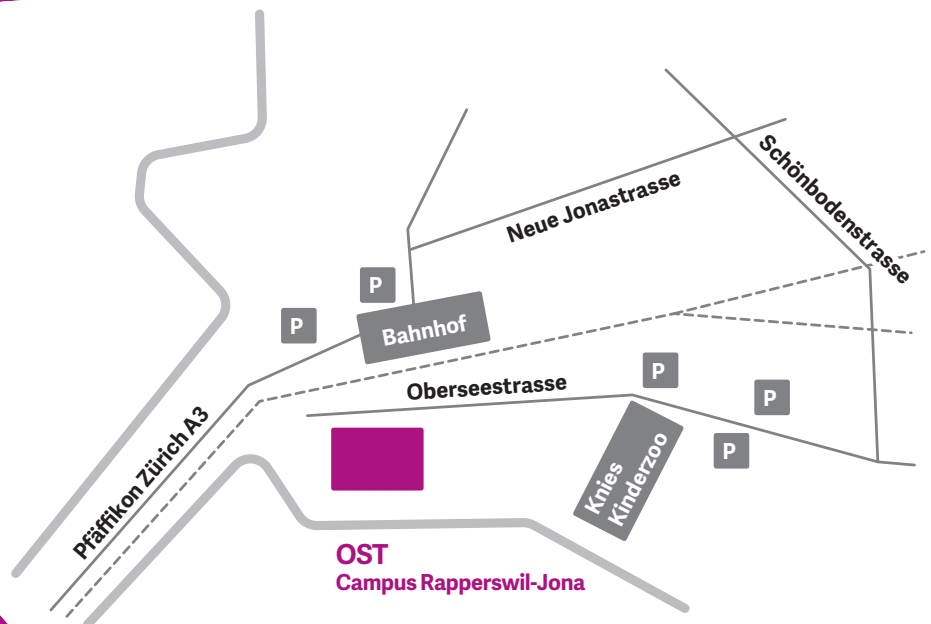 Schönbodenstrasse
Neue Jonastrasse
P
P
Bahnhof
Oberseestrasse
P
P
P
Pfäffikon Zürich A3
Knies
Kinderzoo
OST
Campus Rapperswil-Jona